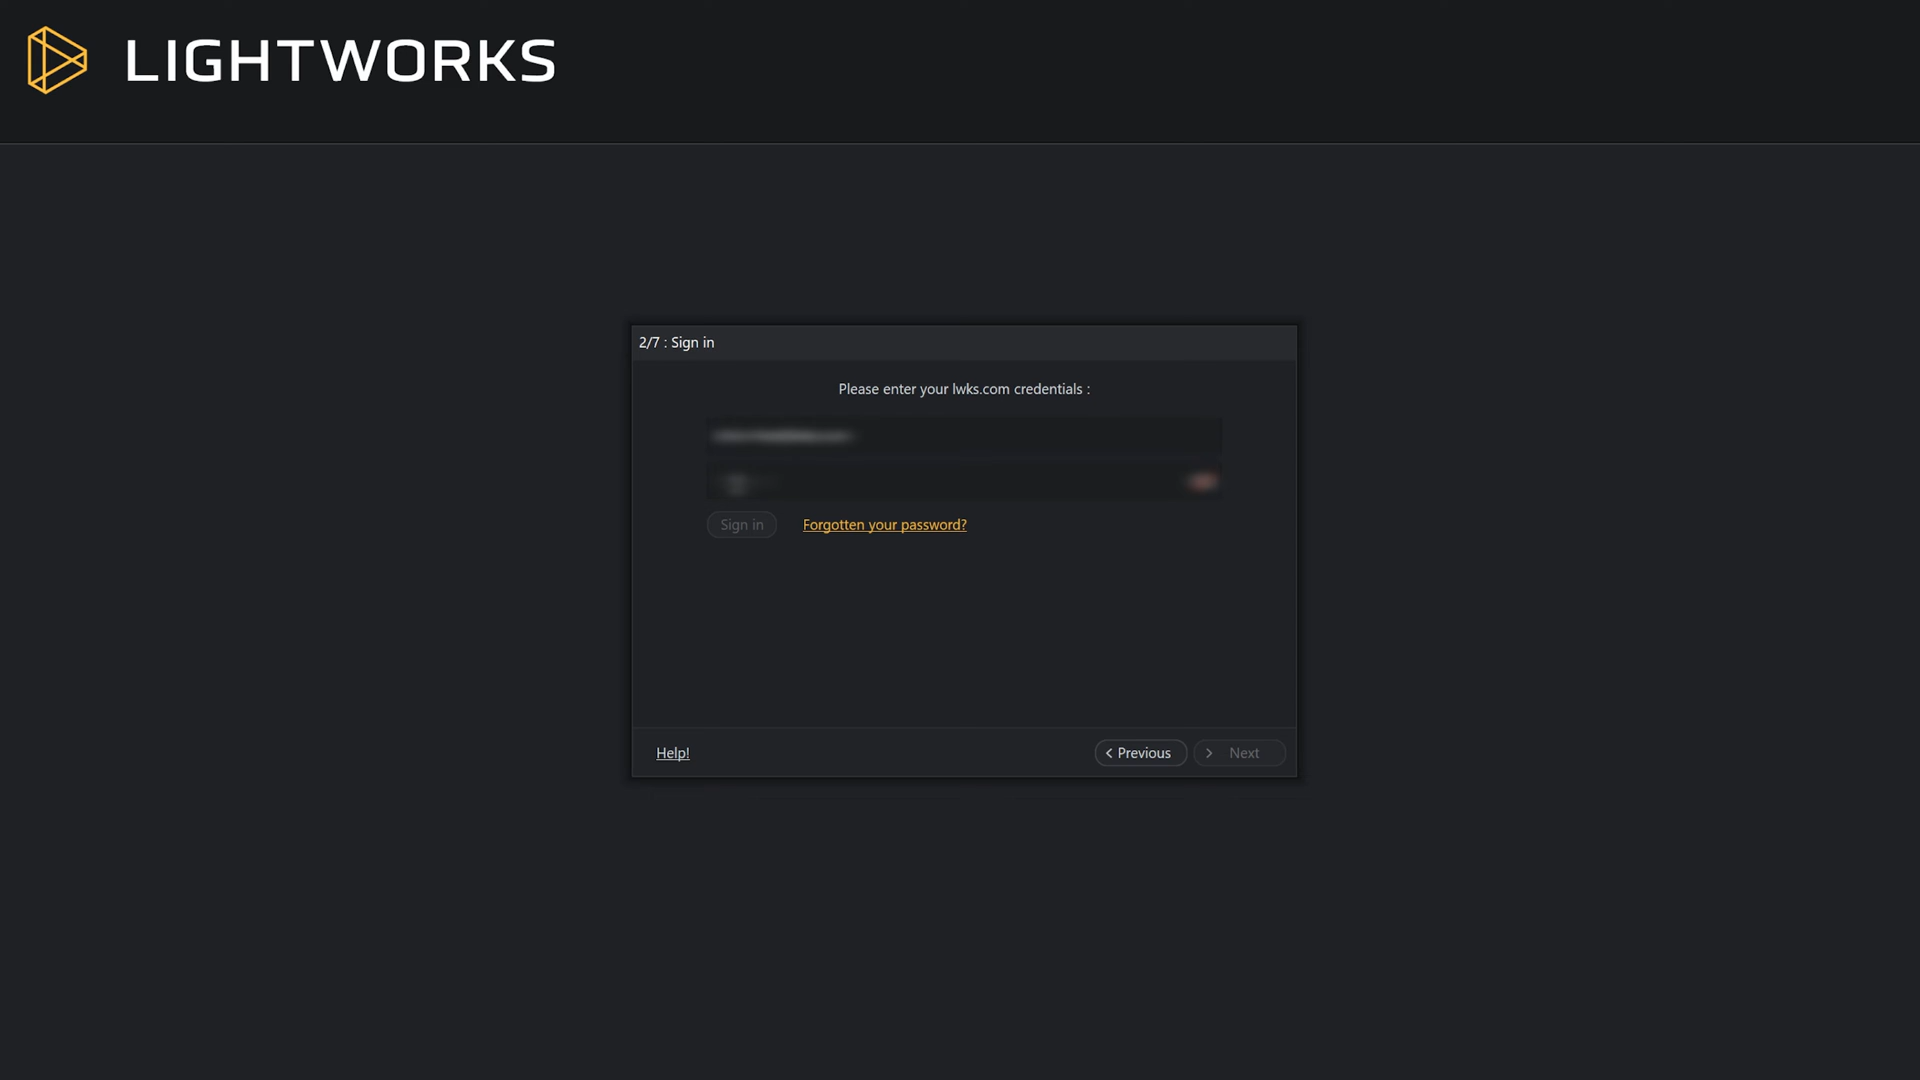 LIGHTWORKS
2/7 : Sign in
Please enter your lwks.com credentials :
Sign in Forgotten your password?
Help! < Previous > Next